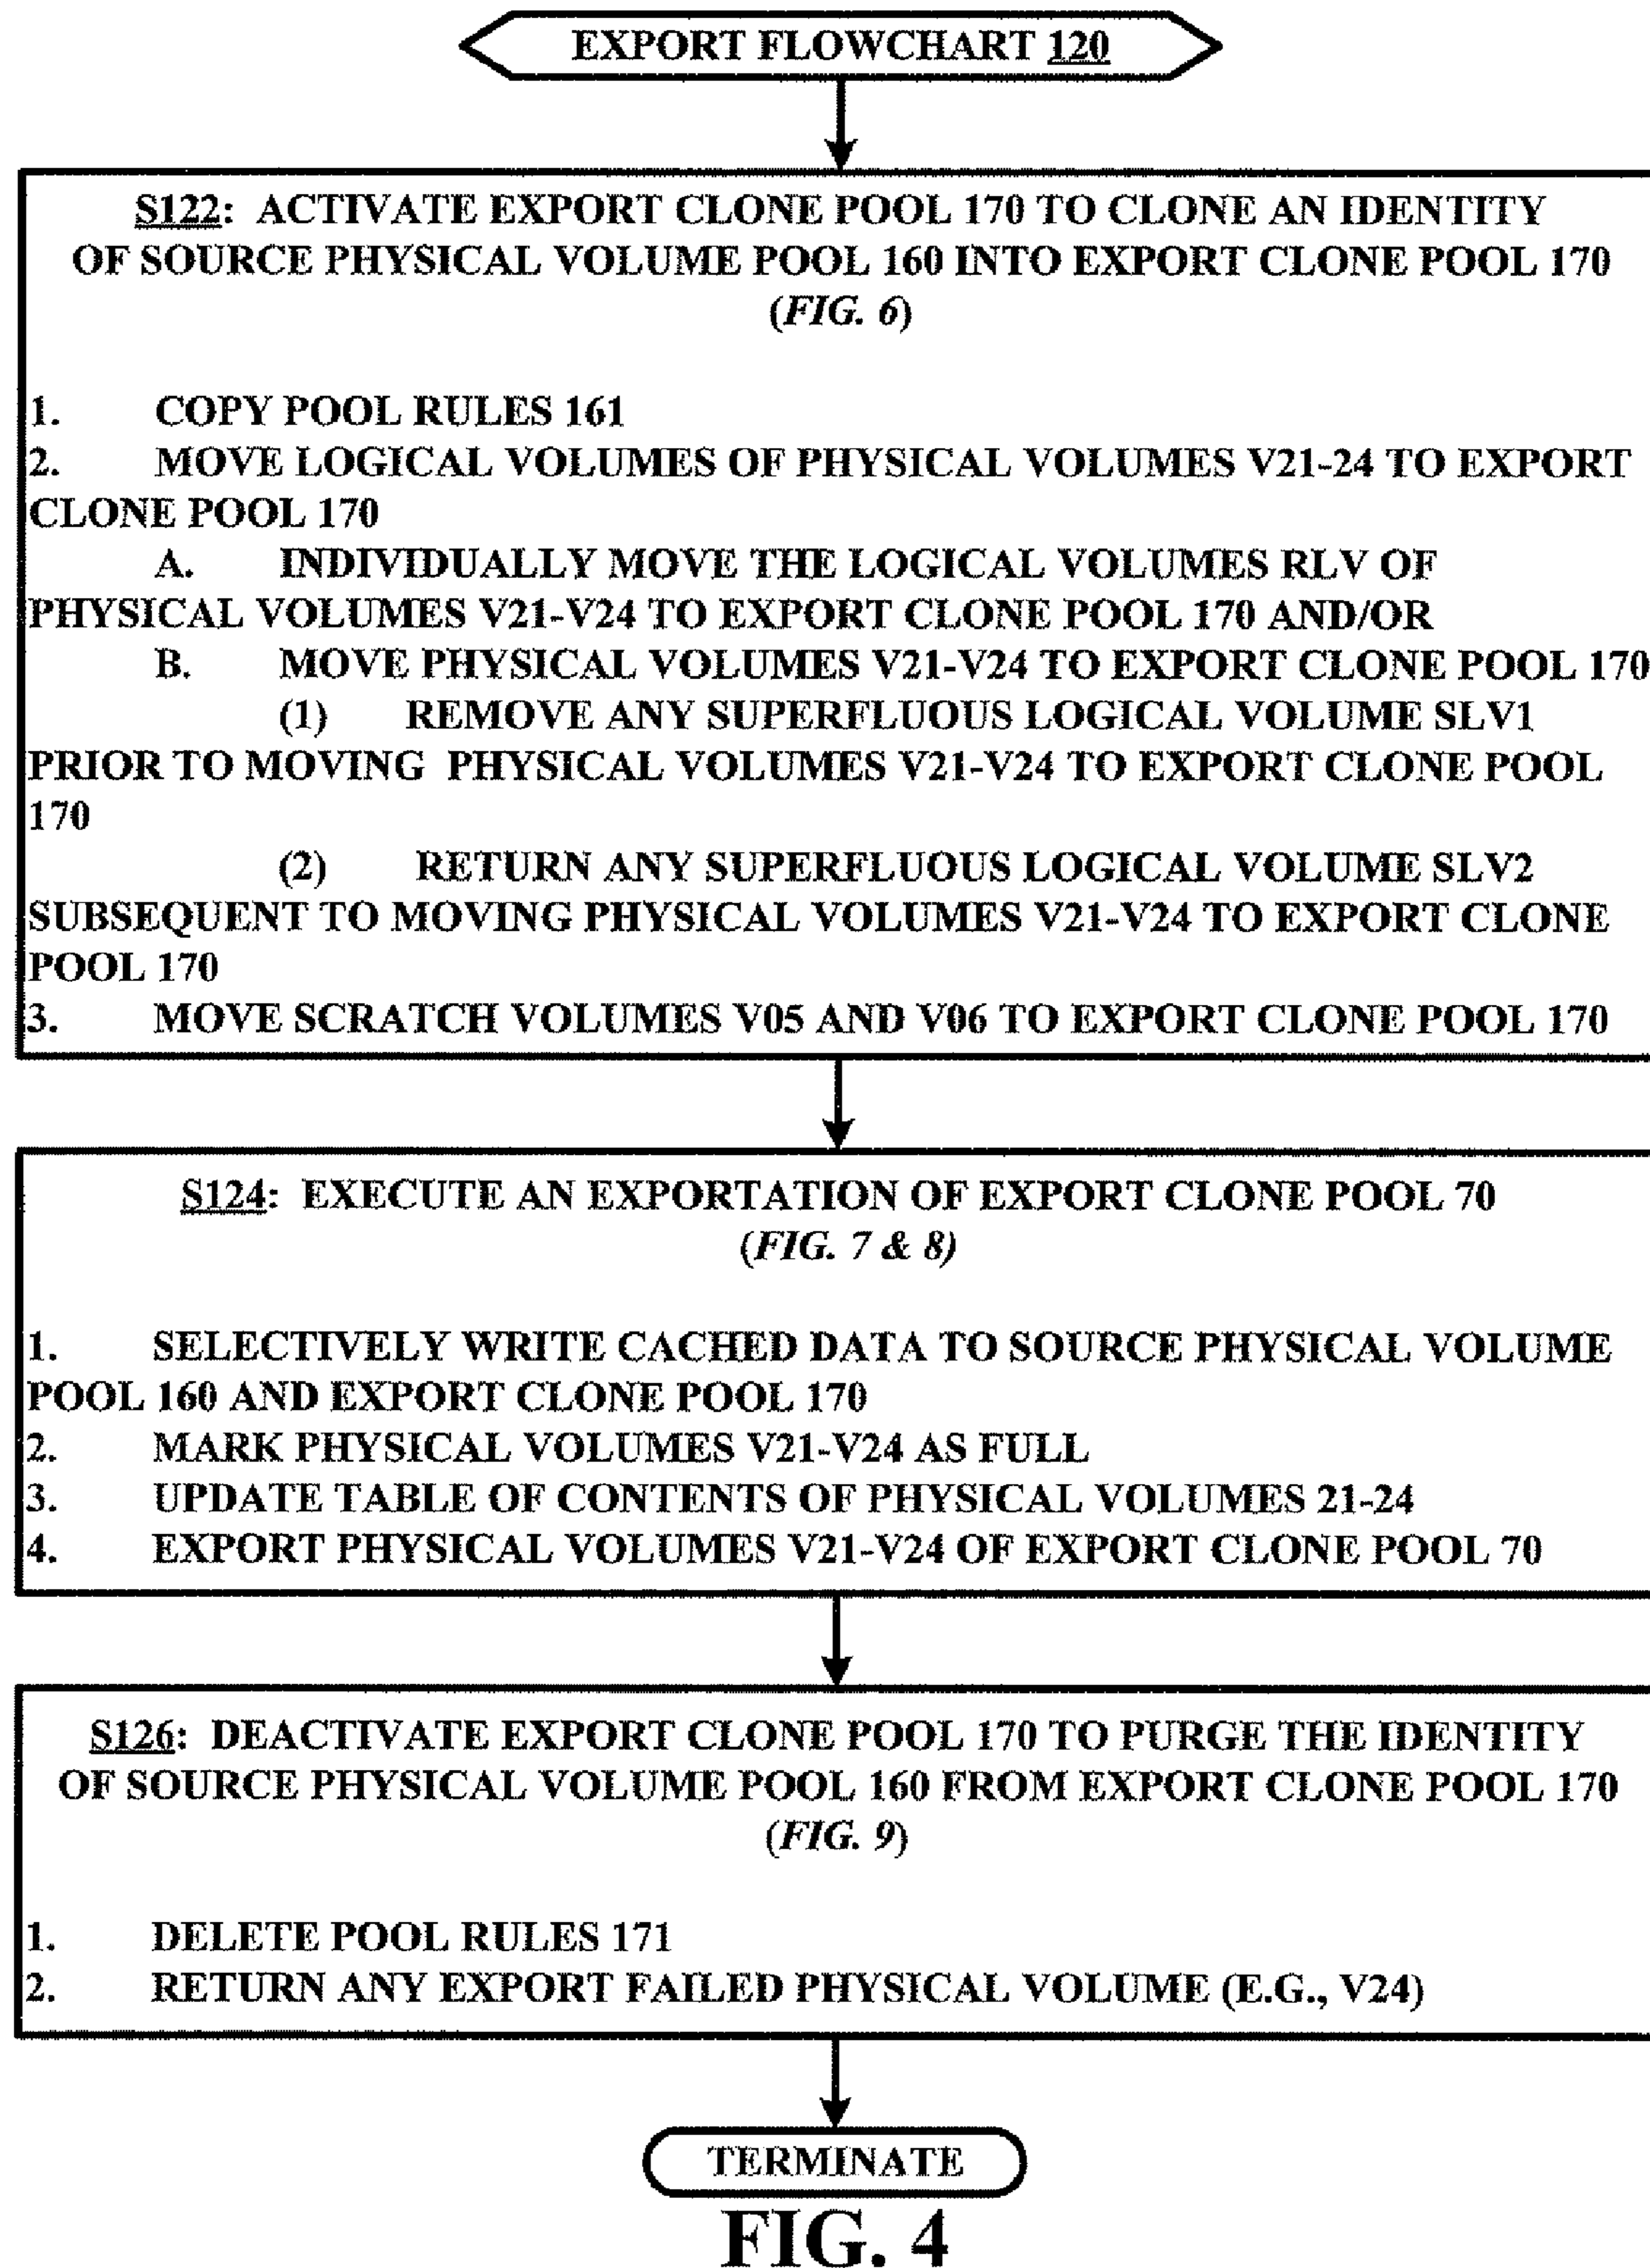 EXPORT FLOWCHART 120
S122: ACTIVATE EXPORT CLONE POOL 170 TO CLONE AN IDENTITY
OF SOURCE PHYSICAL VOLUME POOL 160 INTO EXPORT CLONE POOL 170
(FIG. 6)
1. COPY POOL RULES 161
2. MOVE LOGICAL VOLUMES OF PHYSICAL VOLUMES V21-24 TO EXPORT
CLONE POOL 170
A. INDIVIDUALLY MOVE THE LOGICAL VOLUMES RLV OF
PHYSICAL VOLUMES V21-V24 TO EXPORT CLONE POOL 170 AND/OR
B. MOVE PHYSICAL VOLUMES V21-V24 TO EXPORT CLONE POOL 170
(1) REMOVE ANY SUPERFLUOUS LOGICAL VOLUME SLV1
PRIOR TO MOVING PHYSICAL VOLUMES V21-V24 TO EXPORT CLONE POOL
170
(2) RETURN ANY SUPERFLUOUS LOGICAL VOLUME SLV2
SUBSEQUENT TO MOVING PHYSICAL VOLUMES V21-V24 TO EXPORT CLONE
POOL 170
3. MOVE SCRATCH VOLUMES V05 AND V06 TO EXPORT CLONE POOL 170
S124: EXECUTE AN EXPORTATION OF EXPORT CLONE POOL 70
(FIG. 7 & 8)
1. SELECTIVELY WRITE CACHED DATA TO SOURCE PHYSICAL VOLUME
POOL 160 AND EXPORT CLONE POOL 170
2. MARK PHYSICAL VOLUMES V21-V24 AS FULL
3. UPDATE TABLE OF CONTENTS OF PHYSICAL VOLUMES 21-24
4. EXPORT PHYSICAL VOLUMES V21-V24 OF EXPORT CLONE POOL 70
S126: DEACTIVATE EXPORT CLONE POOL 170 TO PURGE THE IDENTITY
OF SOURCE PHYSICAL VOLUME POOL 160 FROM EXPORT CLONE POOL 170
(FIG. 9)
1. DELETE POOL RULES 171
2. RETURN ANY EXPORT FAILED PHYSICAL VOLUME (E.G., V24)
TERMINATE
FIG. 4